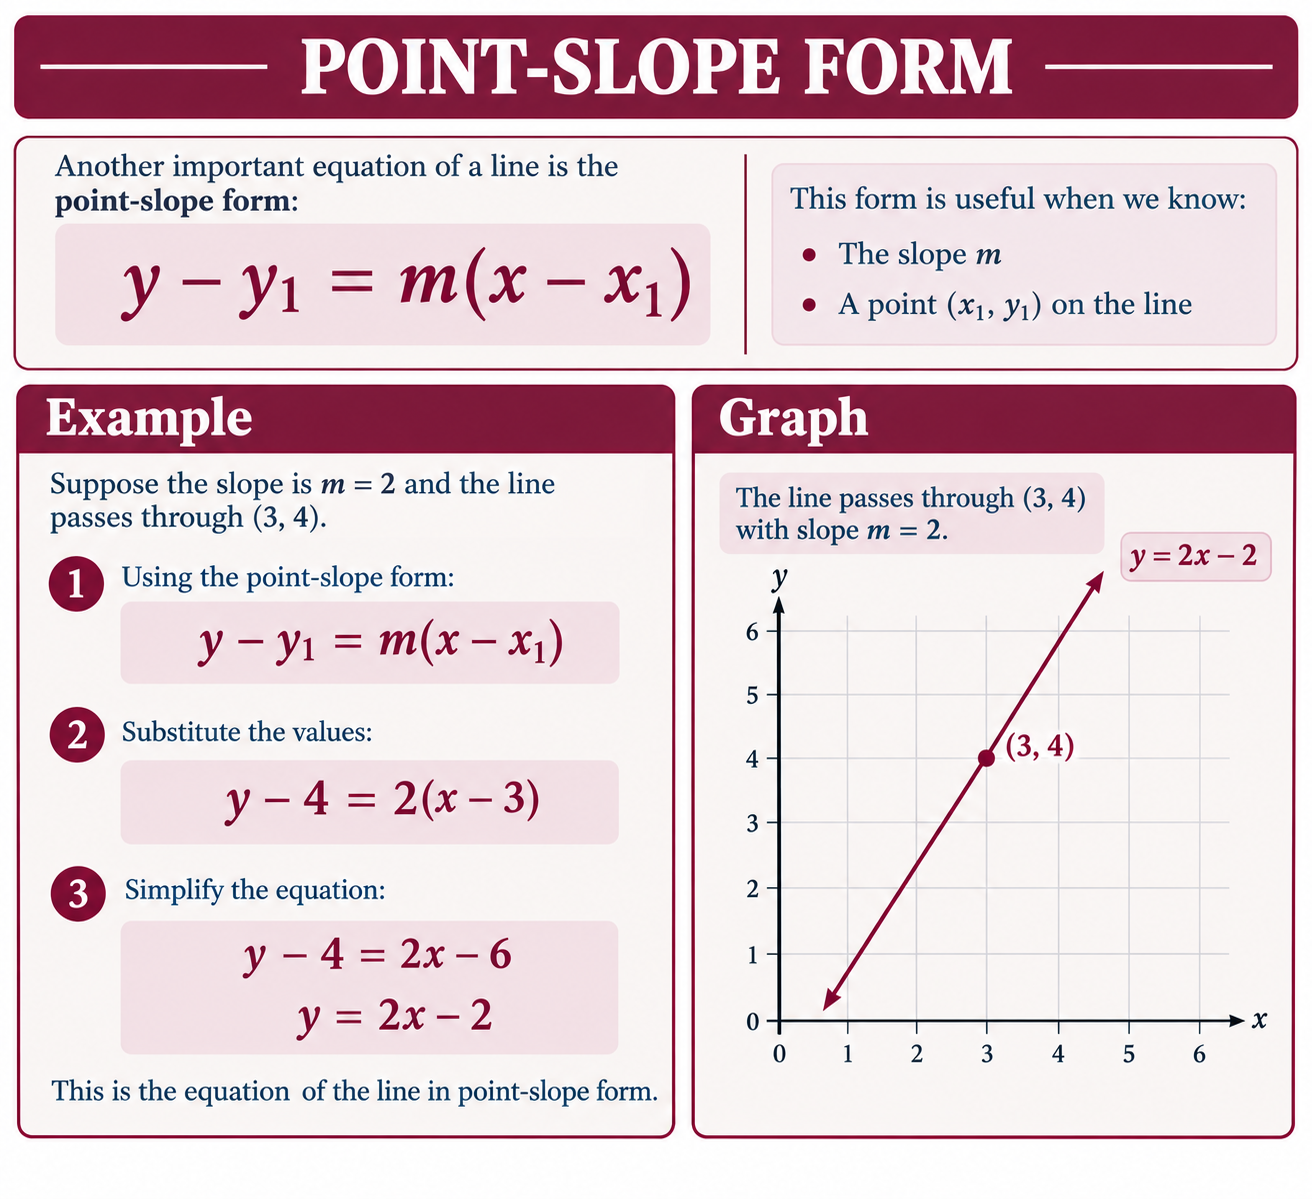 POINT-SLOPE FORM
Another important equation of a line is the
point-slope form:
y − y₁ = m(x − x₁)
This form is useful when we know:
• The slope m
• A point (x₁, y₁) on the line
Example
Suppose the slope is m = 2 and the line
passes through (3, 4).
1 Using the point-slope form:
y − y₁ = m(x − x₁)
2 Substitute the values:
y − 4 = 2(x − 3)
3 Simplify the equation:
y − 4 = 2x − 6
y = 2x − 2
This is the equation of the line in point-slope form.
Graph
The line passes through (3, 4)
with slope m = 2.
y = 2x − 2
y
6
5
(3, 4)
4
3
2
1
0
x
0 1 2 3 4 5 6